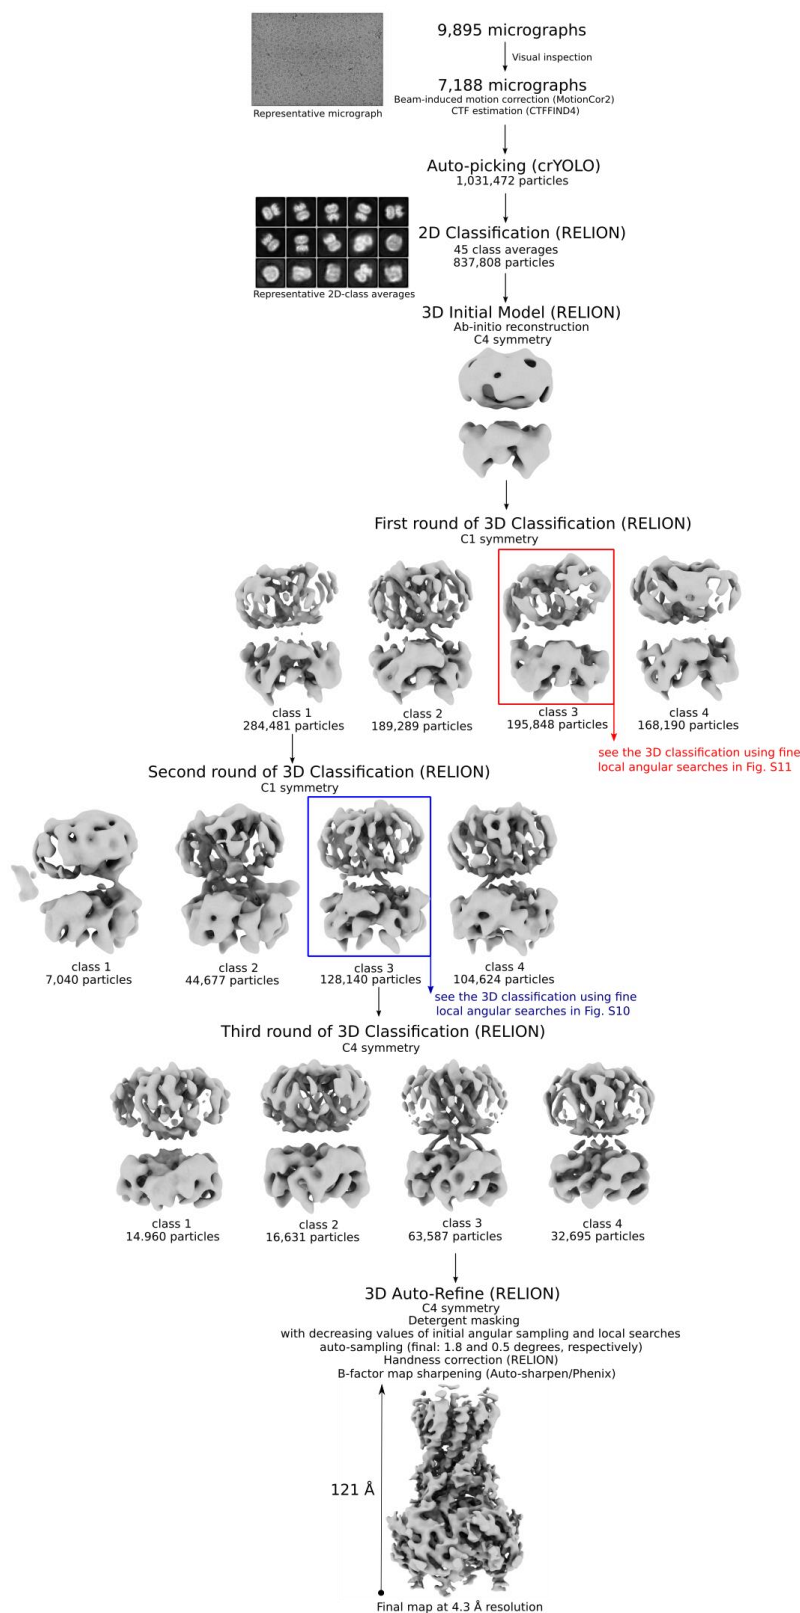 9,895 micrographs
Visual inspection
7,188 micrographs
Beam-induced motion correction (MotionCor2)
CTF estimation (CTFFIND4)
Representative micrograph
Auto-picking (crYOLO)
1,031,472 particles
2D Classification (RELION)
45 class averages
837,808 particles
Representative 2D-class averages
3D Initial Model (RELION)
Ab-initio reconstruction
C4 symmetry
First round of 3D Classification (RELION)
C1 symmetry
class 1
284,481 particles
class 2
189,289 particles
class 3
195,848 particles
class 4
168,190 particles
see the 3D classification using fine
local angular searches in Fig. S11
Second round of 3D Classification (RELION)
C1 symmetry
class 1
7,040 particles
class 2
44,677 particles
class 3
128,140 particles
class 4
104,624 particles
see the 3D classification using fine
local angular searches in Fig. S10
Third round of 3D Classification (RELION)
C4 symmetry
class 1
14.960 particles
class 2
16,631 particles
class 3
63,587 particles
class 4
32,695 particles
3D Auto-Refine (RELION)
C4 symmetry
Detergent masking
with decreasing values of initial angular sampling and local searches
auto-sampling (final: 1.8 and 0.5 degrees, respectively)
Handness correction (RELION)
B-factor map sharpening (Auto-sharpen/Phenix)
121 Å
Final map at 4.3 Å resolution